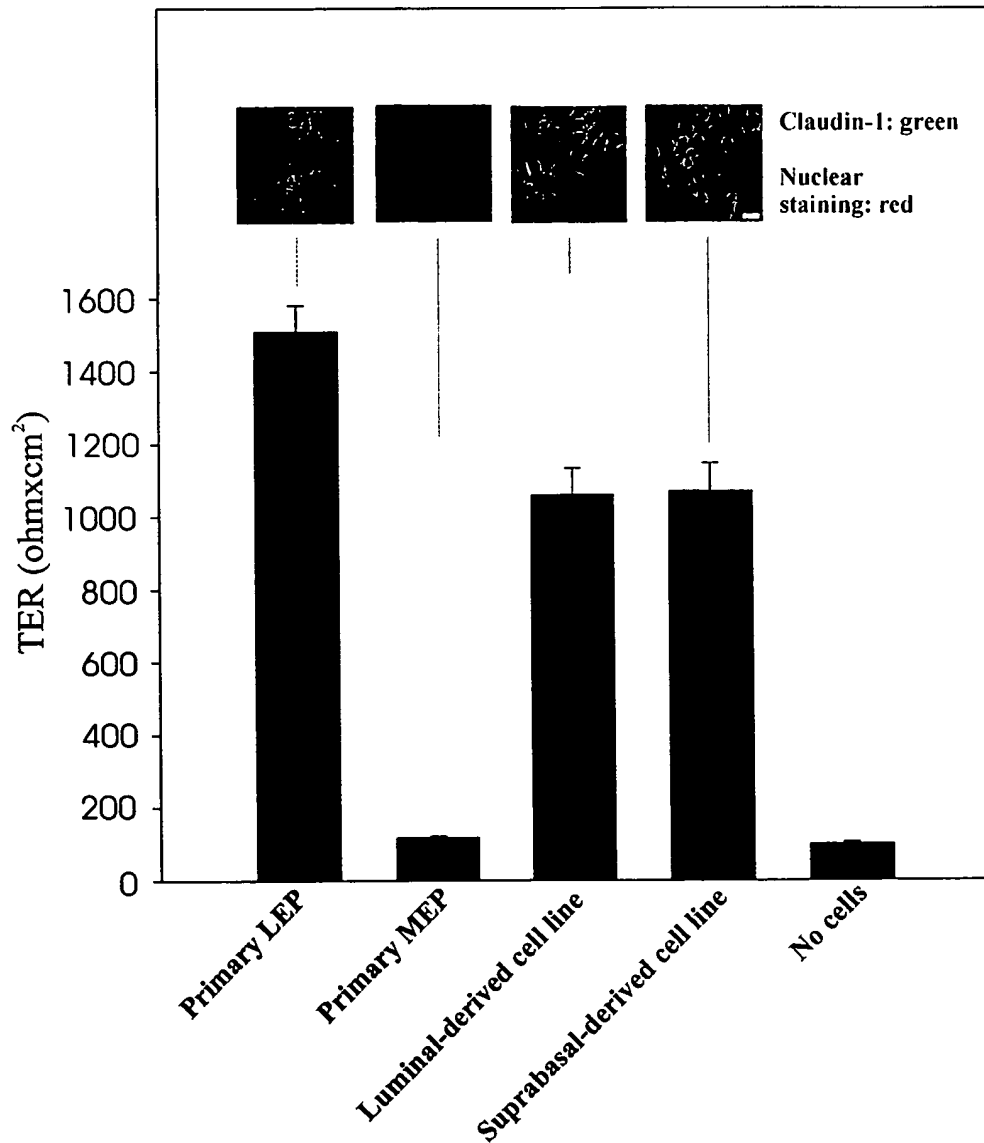 Claudin-1: green
Nuclear
staining: red
TER (ohmxcm²)
1600
1400
1200
1000
800
600
400
200
0
Primary LEP
Primary MEP
Luminal-derived cell line
Suprabasal-derived cell line
No cells